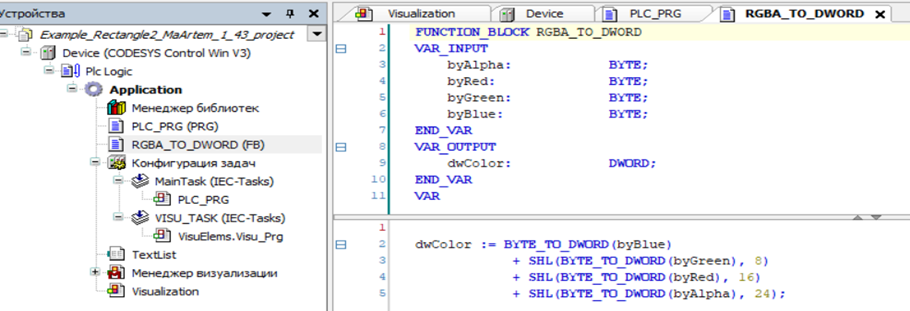 Устройства
Example_Rectangle2_MaArtem_1_43_project
Device (CODESYS Control Win V3)
Plc Logic
Application
Менеджер библиотек
PLC_PRG (PRG)
RGBA_TO_DWORD (FB)
Конфигурация задач
MainTask (IEC-Tasks)
PLC_PRG
VISU_TASK (IEC-Tasks)
VisuElems.Visu_Prg
TextList
Менеджер визуализации
Visualization
Visualization Device PLC_PRG RGBA_TO_DWORD
1 FUNCTION_BLOCK RGBA_TO_DWORD
2 VAR_INPUT
3 byAlpha: BYTE;
4 byRed: BYTE;
5 byGreen: BYTE;
6 byBlue: BYTE;
7 END_VAR
8 VAR_OUTPUT
9 dwColor: DWORD;
10 END_VAR
11 VAR
1
2 dwColor := BYTE_TO_DWORD(byBlue)
3 + SHL(BYTE_TO_DWORD(byGreen), 8)
4 + SHL(BYTE_TO_DWORD(byRed), 16)
5 + SHL(BYTE_TO_DWORD(byAlpha), 24);